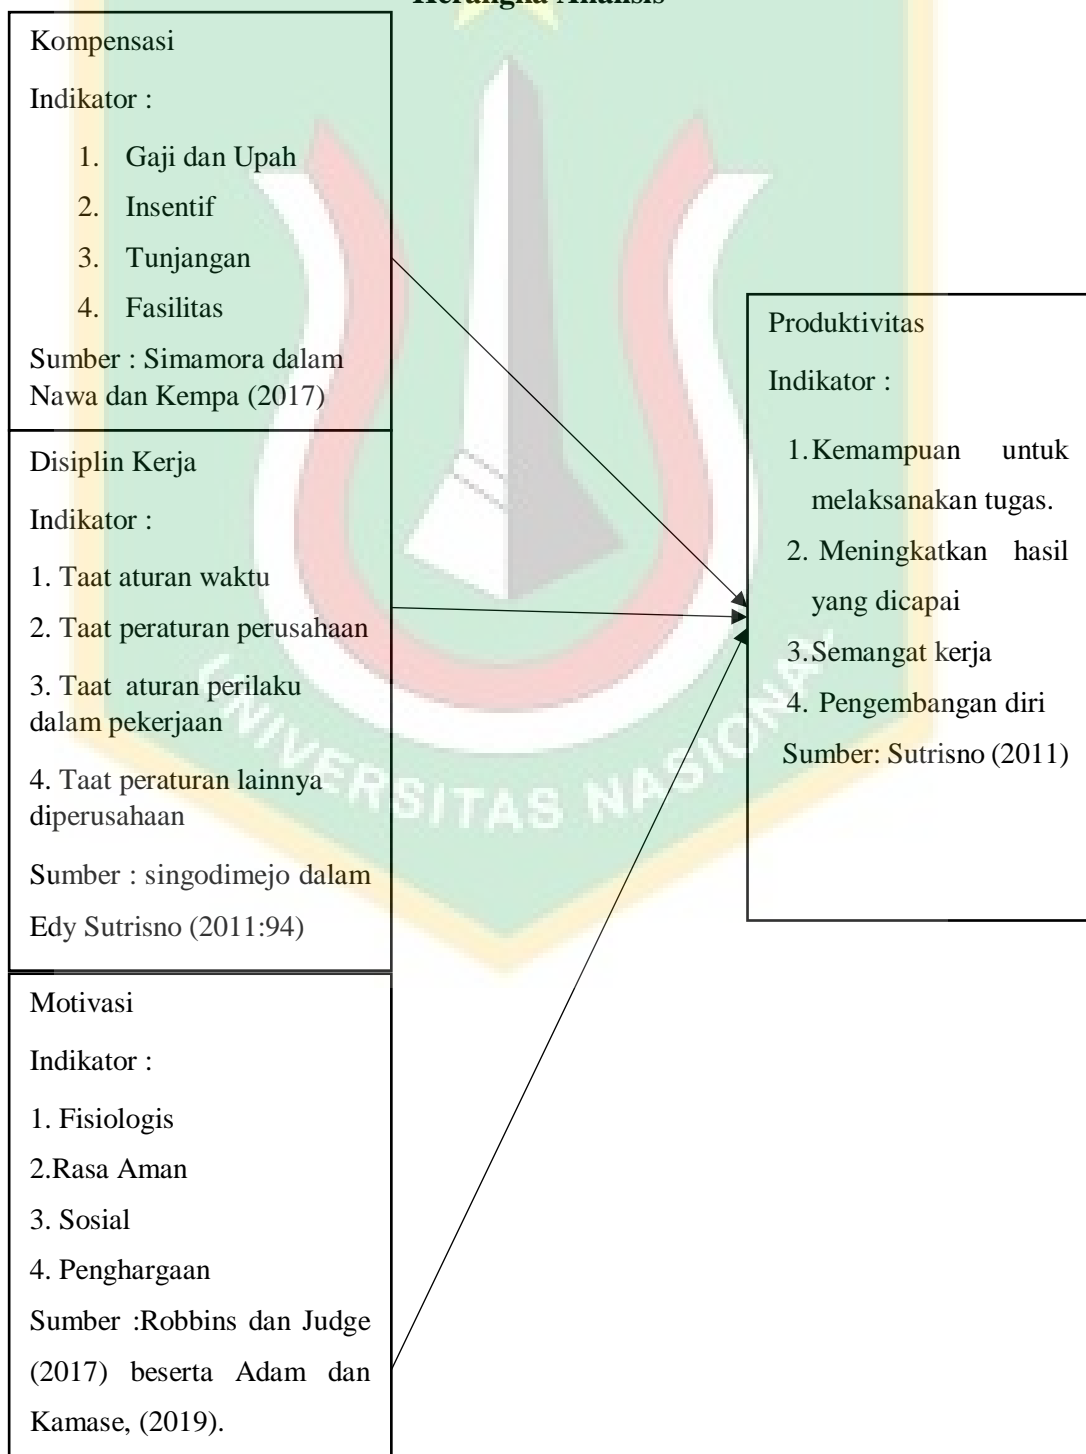 Kerangka Analisis
Kompensasi
Indikator :
1. Gaji dan Upah
2. Insentif
3. Tunjangan
4. Fasilitas
Sumber : Simamora dalam
Nawa dan Kempa (2017)
Disiplin Kerja
Indikator :
1. Taat aturan waktu
2. Taat peraturan perusahaan
3. Taat aturan perilaku
dalam pekerjaan
4. Taat peraturan lainnya
diperusahaan
Sumber : singodimejo dalam
Edy Sutrisno (2011:94)
Motivasi
Indikator :
1. Fisiologis
2.Rasa Aman
3. Sosial
4. Penghargaan
Sumber :Robbins dan Judge
(2017) beserta Adam dan
Kamase, (2019).
Produktivitas
Indikator :
1.Kemampuan untuk
melaksanakan tugas.
2. Meningkatkan hasil
yang dicapai
3.Semangat kerja
4. Pengembangan diri
Sumber: Sutrisno (2011)
UNIVERSITAS NASIONAL